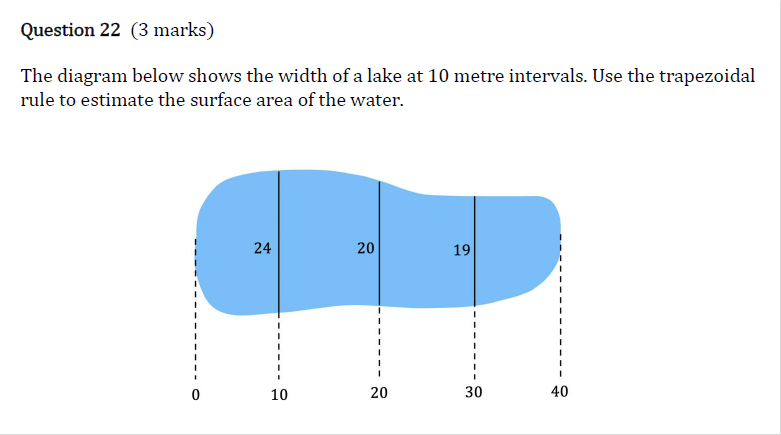 Question 22 (3 marks)
The diagram below shows the width of a lake at 10 metre intervals. Use the trapezoidal
rule to estimate the surface area of the water.
24 20 19
0 10 20 30 40